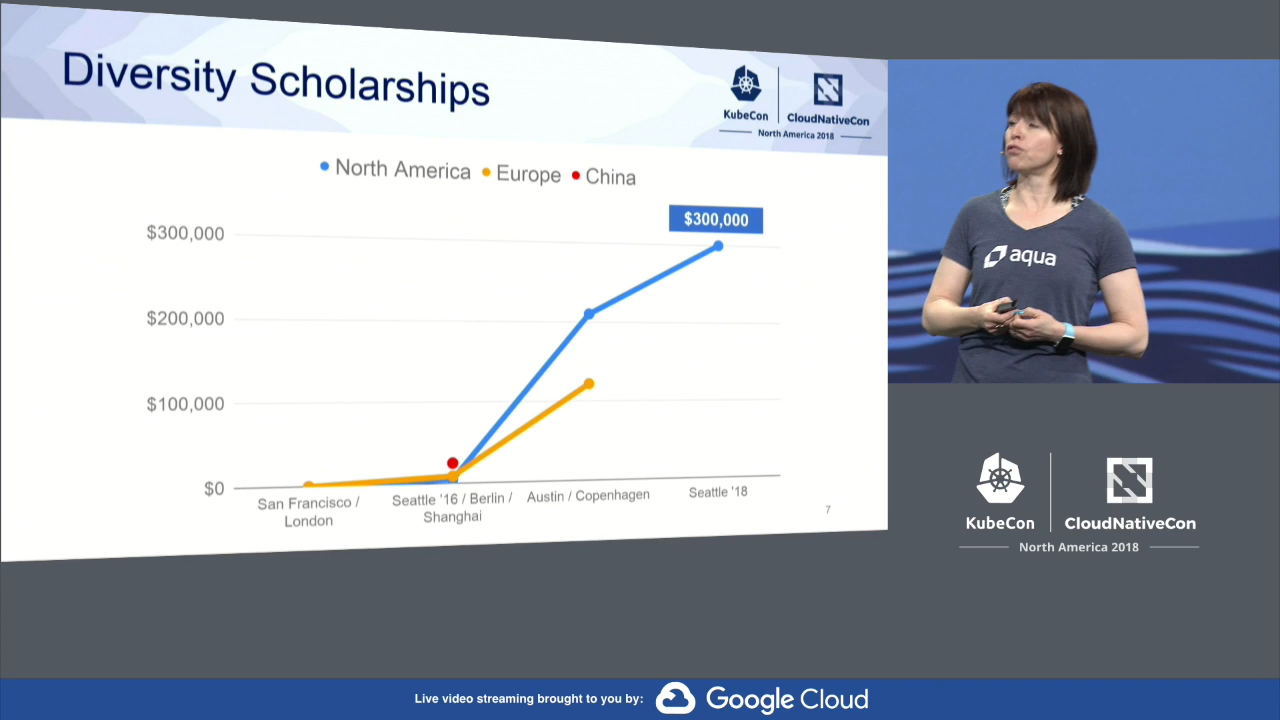 Diversity Scholarships
KubeCon
CloudNativeCon
North America 2018
North America Europe China
$300,000
$300,000
$200,000
$100,000
$0
San Francisco /
London
Seattle '16 / Berlin /
Shanghai
Austin / Copenhagen
Seattle '18
7
aqua
KubeCon
CloudNativeCon
North America 2018
Live video streaming brought to you by:
Google Cloud